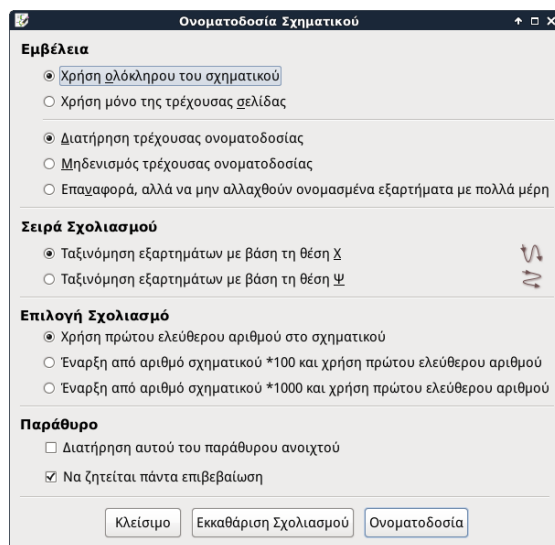 Ονοματοδοσία Σχηματικού
Εμβέλεια
Χρήση ολόκληρου του σχηματικού
Χρήση μόνο της τρέχουσας σελίδας
Διατήρηση τρέχουσας ονοματοδοσίας
Μηδενισμός τρέχουσας ονοματοδοσίας
Επαναφορά, αλλά να μην αλλαχθούν ονομασμένα εξαρτήματα με πολλά μέρη
Σειρά Σχολιασμού
Ταξινόμηση εξαρτημάτων με βάση τη θέση Χ
Ταξινόμηση εξαρτημάτων με βάση τη θέση Ψ
Επιλογή Σχολιασμό
Χρήση πρώτου ελεύθερου αριθμού στο σχηματικού
Έναρξη από αριθμό σχηματικού *100 και χρήση πρώτου ελεύθερου αριθμού
Έναρξη από αριθμό σχηματικού *1000 και χρήση πρώτου ελεύθερου αριθμού
Παράθυρο
Διατήρηση αυτού του παράθυρου ανοιχτού
Να ζητείται πάντα επιβεβαίωση
Κλείσιμο Εκκαθάριση Σχολιασμού Ονοματοδοσία